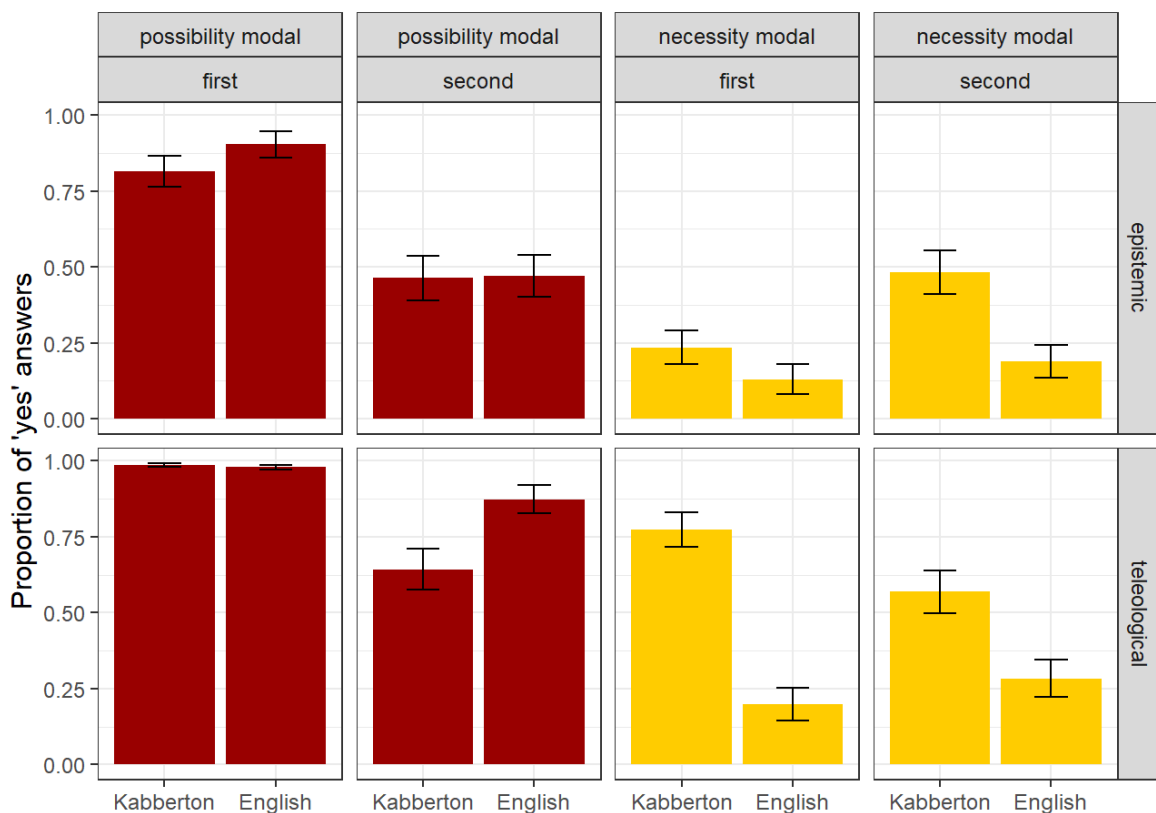 possibility modal possibility modal necessity modal necessity modal
first second first second
Proportion of 'yes' answers
1.00
0.75
0.50
0.25
0.00
epistemic
1.00
0.75
0.50
0.25
0.00
teleological
Kabberton English Kabberton English Kabberton English Kabberton English